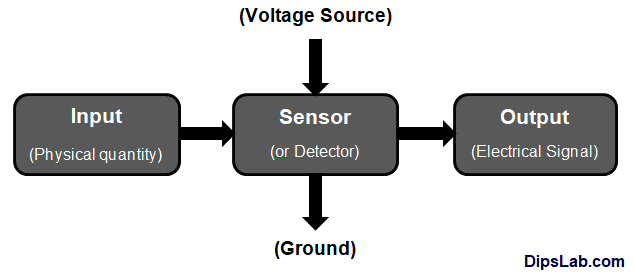 (Voltage Source)
Input
(Physical quantity)
Sensor
(or Detector)
Output
(Electrical Signal)
(Ground)
DipsLab.com